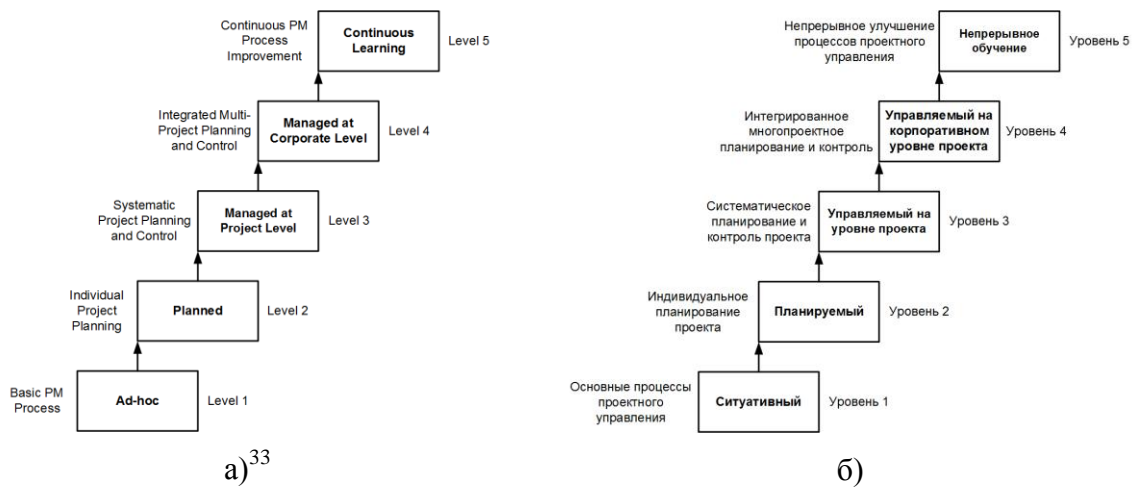 Continuous PM
Process
Improvement
Continuous
Learning
Level 5
Integrated Multi-
Project Planning
and Control
Managed at
Corporate Level
Level 4
Systematic
Project Planning
and Control
Managed at
Project Level
Level 3
Individual
Project
Planning
Planned
Level 2
Basic PM
Process
Ad-hoc
Level 1
а)33
Непрерывное улучшение
процессов проектного
управления
Непрерывное
обучение
Уровень 5
Интегрированное
многопроектное
планирование и контроль
Управляемый на
корпоративном
уровне проекта
Уровень 4
Систематическое
планирование и
контроль проекта
Управляемый на
уровне проекта
Уровень 3
Индивидуальное
планирование
проекта
Планируемый
Уровень 2
Основные процессы
проектного
управления
Ситуативный
Уровень 1
б)